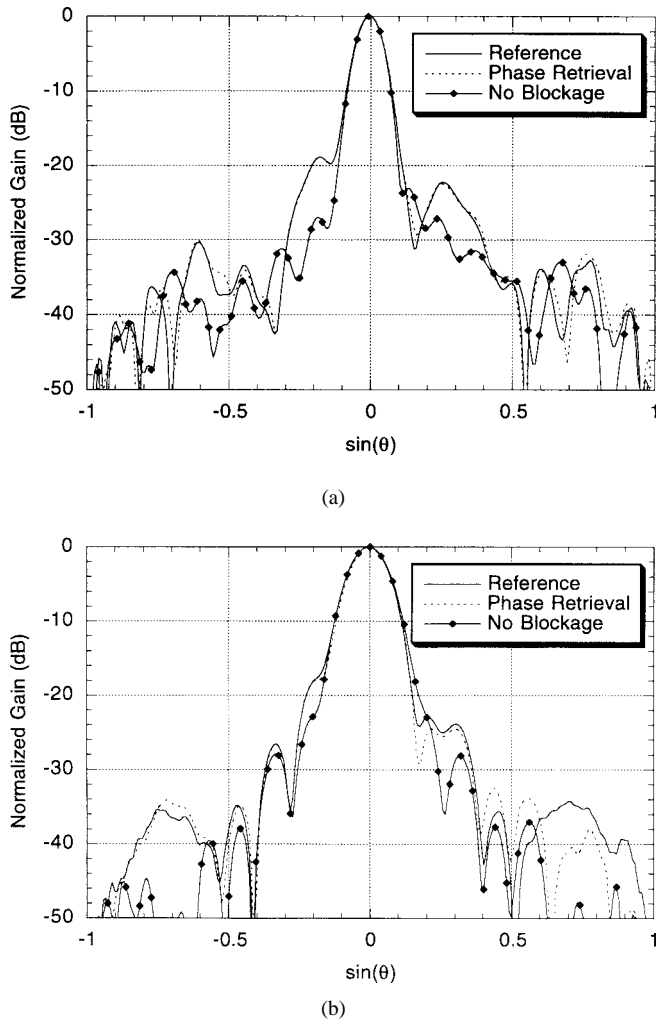 0
-10
-20
-30
-40
-50
Normalized Gain (dB)
Reference
Phase Retrieval
No Blockage
-1
-0.5
0
0.5
1
sin(θ)
(a)
0
-10
-20
-30
-40
-50
Normalized Gain (dB)
Reference
Phase Retrieval
No Blockage
-1
-0.5
0
0.5
1
sin(θ)
(b)